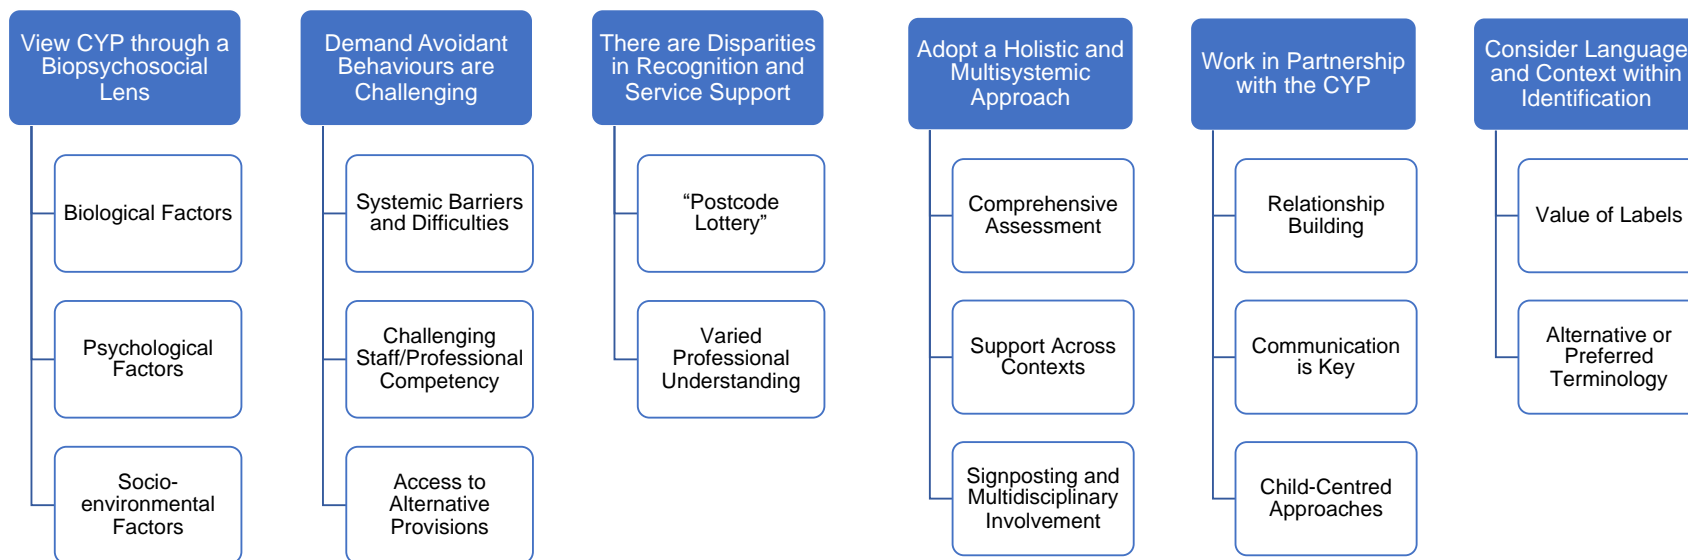 View CYP through a
Biopsychosocial
Lens
Biological Factors
Psychological
Factors
Socio-
environmental
Factors
Demand Avoidant
Behaviours are
Challenging
Systemic Barriers
and Difficulties
Challenging
Staff/Professional
Competency
Access to
Alternative
Provisions
There are Disparities
in Recognition and
Service Support
“Postcode
Lottery”
Varied
Professional
Understanding
Adopt a Holistic and
Multisystemic
Approach
Comprehensive
Assessment
Support Across
Contexts
Signposting and
Multidisciplinary
Involvement
Work in Partnership
with the CYP
Relationship
Building
Communication
is Key
Child-Centred
Approaches
Consider Language
and Context within
Identification
Value of Labels
Alternative or
Preferred
Terminology